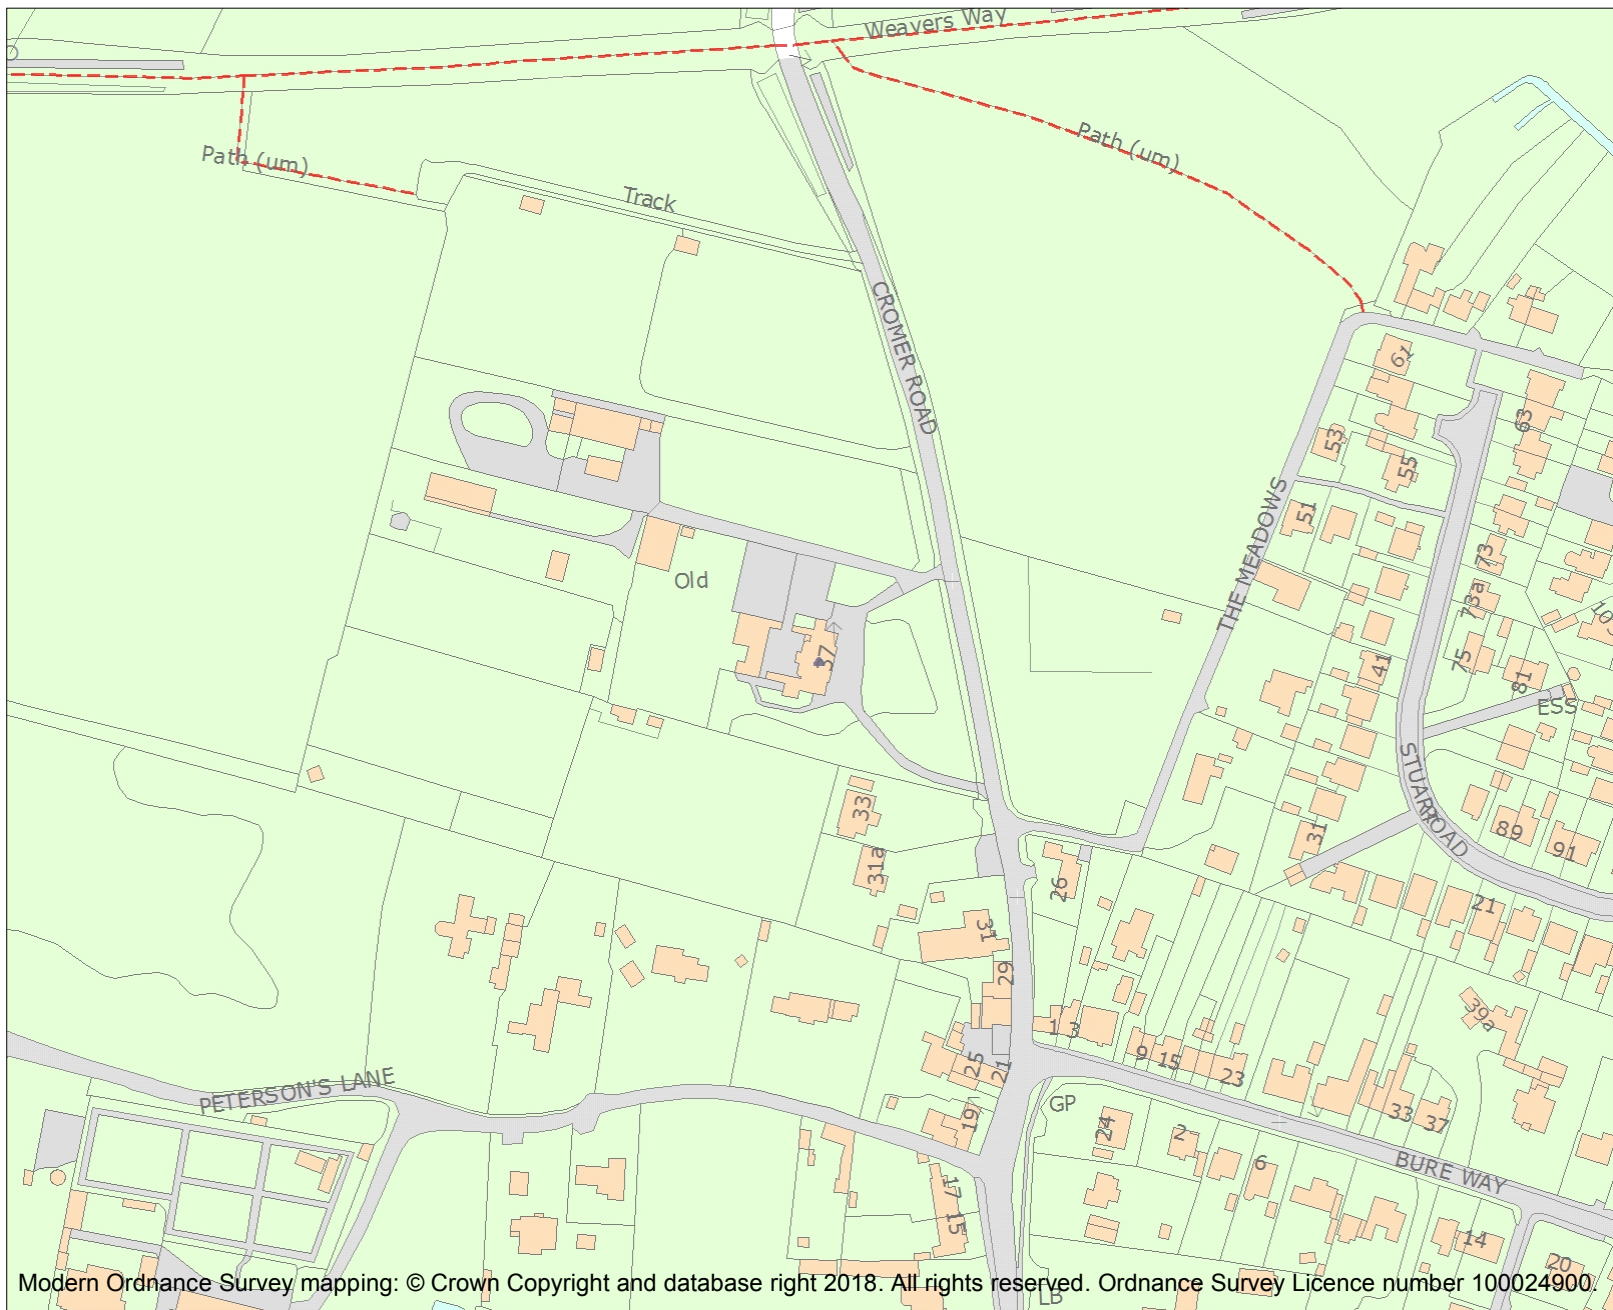 Weavers Way
Path (um)
Path (um)
Track
CROMER ROAD
61
63
53
55
51
THE MEADOWS
73
73a
Old
37
41
75
81
ESS
STUART ROAD
33
31
89
91
31a
26
21
31
29
39a
1
3
9
15
23
25
21
33
37
PETERSON'S LANE
GP
24
2
19
6
BURE WAY
17
15
14
20
LB
Modern Ordnance Survey mapping: © Crown Copyright and database right 2018. All rights reserved. Ordnance Survey Licence number 100024900.